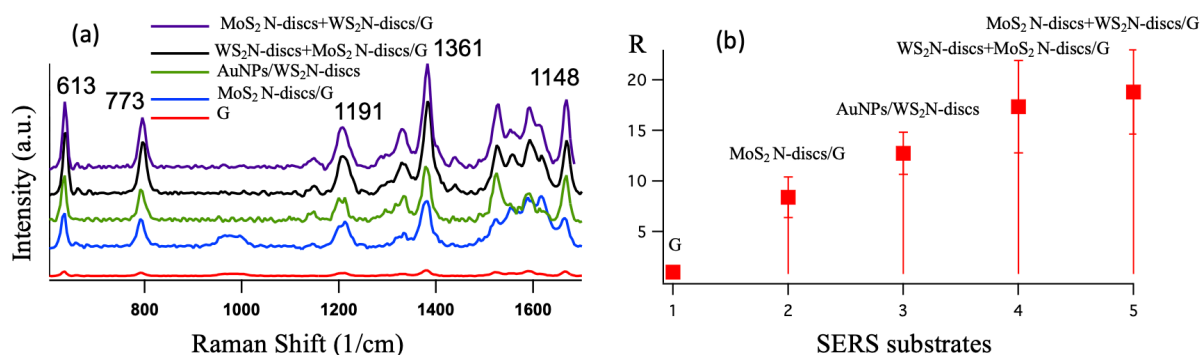 (a)
MoS₂ N-discs+WS₂N-discs/G
WS₂N-discs+MoS₂ N-discs/G
AuNPs/WS₂N-discs
MoS₂ N-discs/G
G
613
773
1191
1361
1148
Intensity (a.u.)
800
1000
1200
1400
1600
Raman Shift (1/cm)
(b)
R
MoS₂ N-discs+WS₂N-discs/G
WS₂N-discs+MoS₂ N-discs/G
AuNPs/WS₂N-discs
MoS₂ N-discs/G
G
20
15
10
5
1
2
3
4
5
SERS substrates